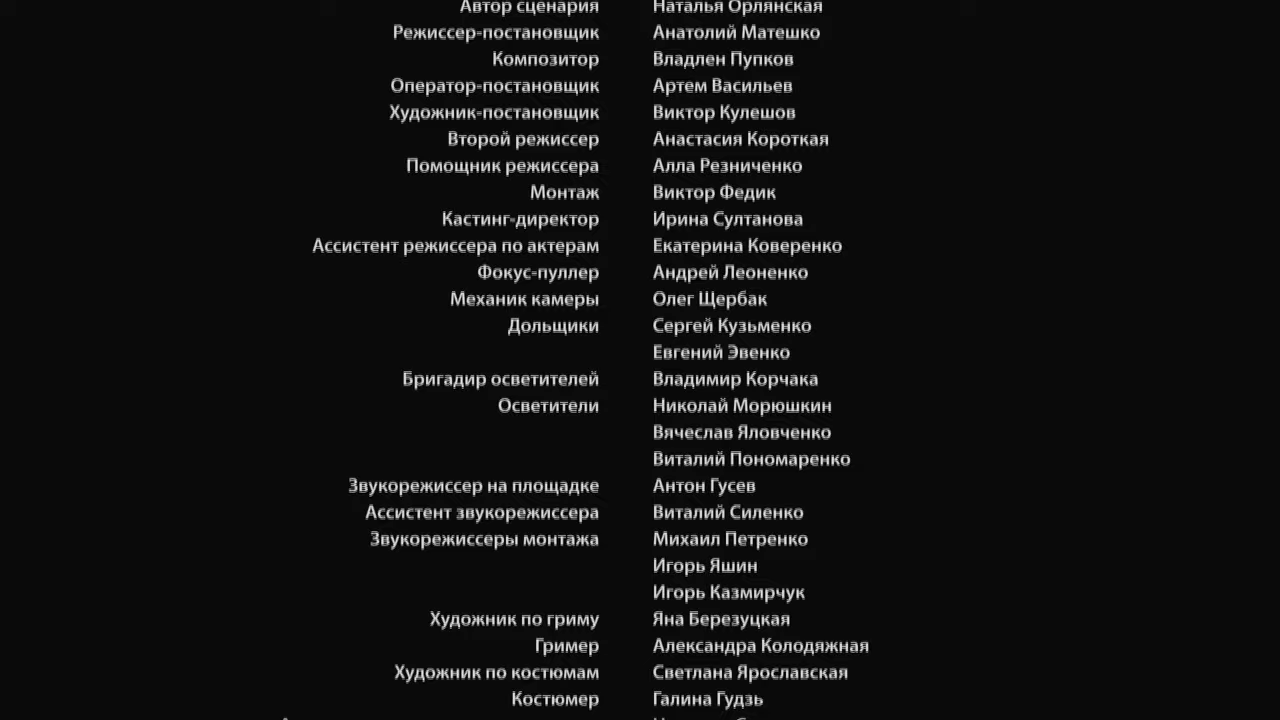 Автор сценария Наталья Орлянская
Режиссер-постановщик Анатолий Матешко
Композитор Владлен Пупков
Оператор-постановщик Артем Васильев
Художник-постановщик Виктор Кулешов
Второй режиссер Анастасия Короткая
Помощник режиссера Алла Резниченко
Монтаж Виктор Федик
Кастинг-директор Ирина Султанова
Ассистент режиссера по актерам Екатерина Коверенко
Фокус-пуллер Андрей Леоненко
Механик камеры Олег Щербак
Дольщики Сергей Кузьменко
Евгений Эвенко
Бригадир осветителей Владимир Корчака
Осветители Николай Морюшкин
Вячеслав Яловченко
Виталий Пономаренко
Звукорежиссер на площадке Антон Гусев
Ассистент звукорежиссера Виталий Силенко
Звукорежиссеры монтажа Михаил Петренко
Игорь Яшин
Игорь Казмирчук
Художник по гриму Яна Березуцкая
Гример Александра Колодяжная
Художник по костюмам Светлана Ярославская
Костюмер Галина Гудзь